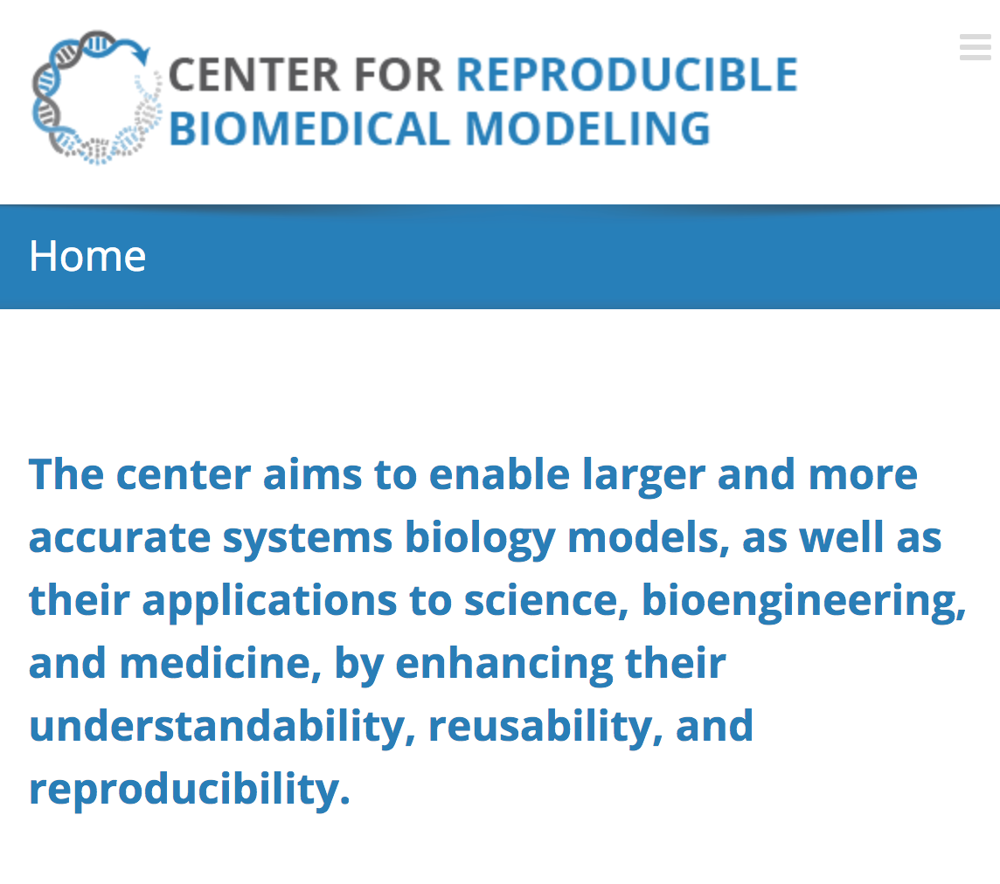 CENTER FOR REPRODUCIBLE
BIOMEDICAL MODELING
Home
The center aims to enable larger and more
accurate systems biology models, as well as
their applications to science, bioengineering,
and medicine, by enhancing their
understandability, reusability, and
reproducibility.